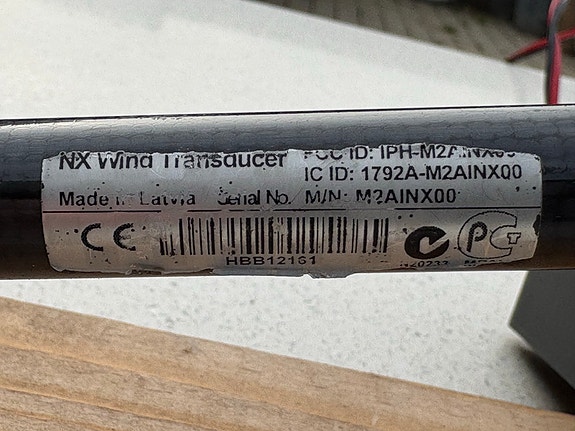 NX Wind Transducer FCC ID: IPH-M2AINX00
IC ID: 1792A-M2AINX00
Made in Latvia Serial No. M/N: M2AINX00
CE
HBB12161